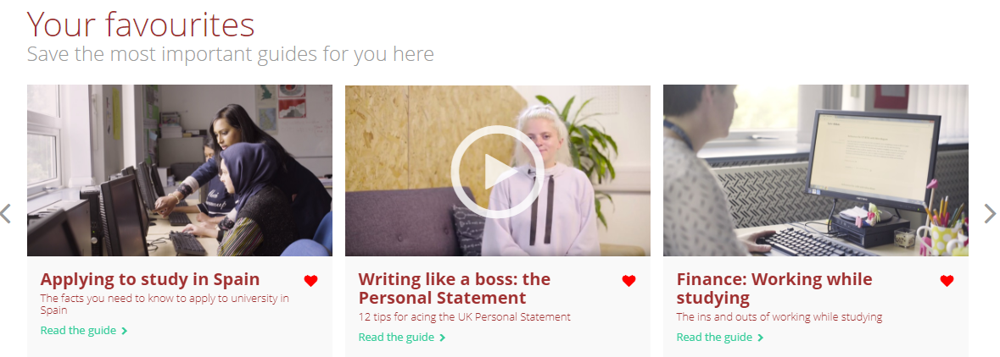 Your favourites
Save the most important guides for you here
Applying to study in Spain
The facts you need to know to apply to university in
Spain
Read the guide
Writing like a boss: the
Personal Statement
12 tips for acing the UK Personal Statement
Read the guide
Finance: Working while
studying
The ins and outs of working while studying
Read the guide